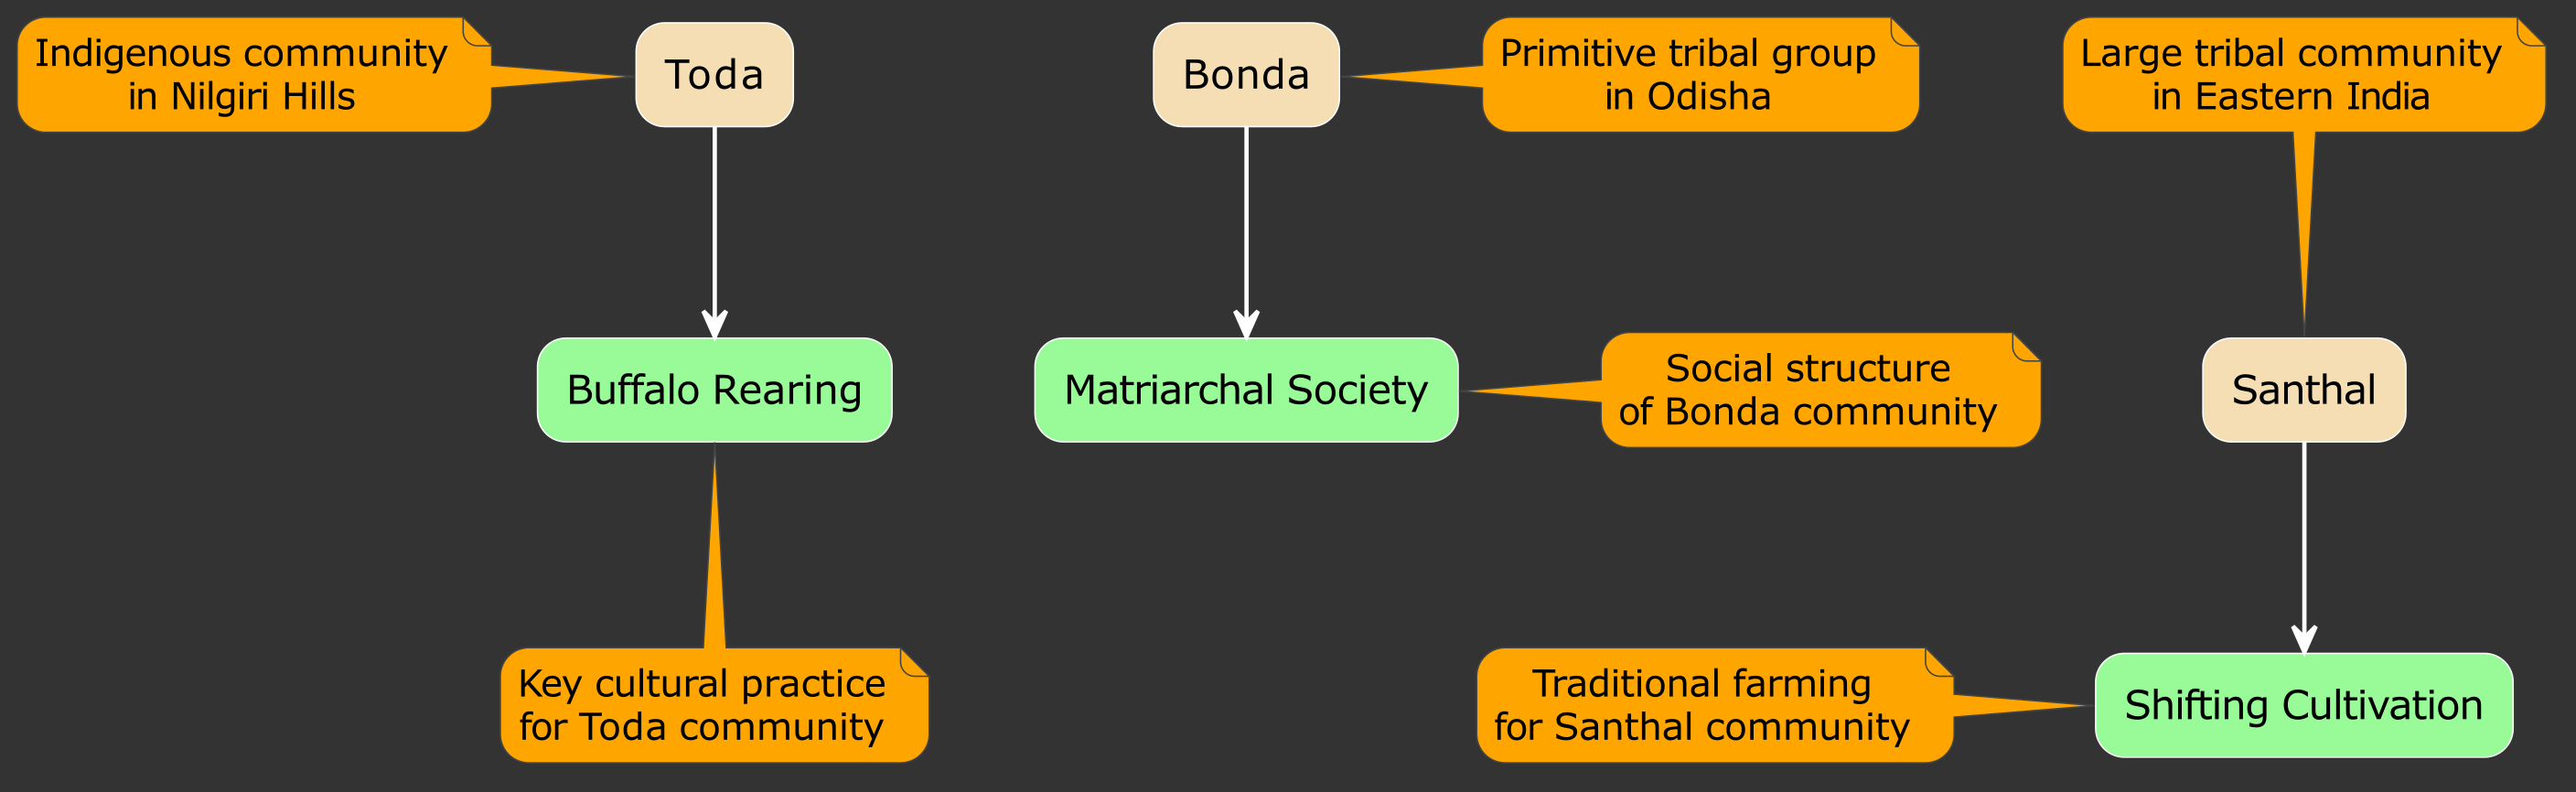 Indigenous community
in Nilgiri Hills
Toda
Bonda
Primitive tribal group
in Odisha
Large tribal community
in Eastern India
Buffalo Rearing
Matriarchal Society
Social structure
of Bonda community
Santhal
Key cultural practice
for Toda community
Traditional farming
for Santhal community
Shifting Cultivation